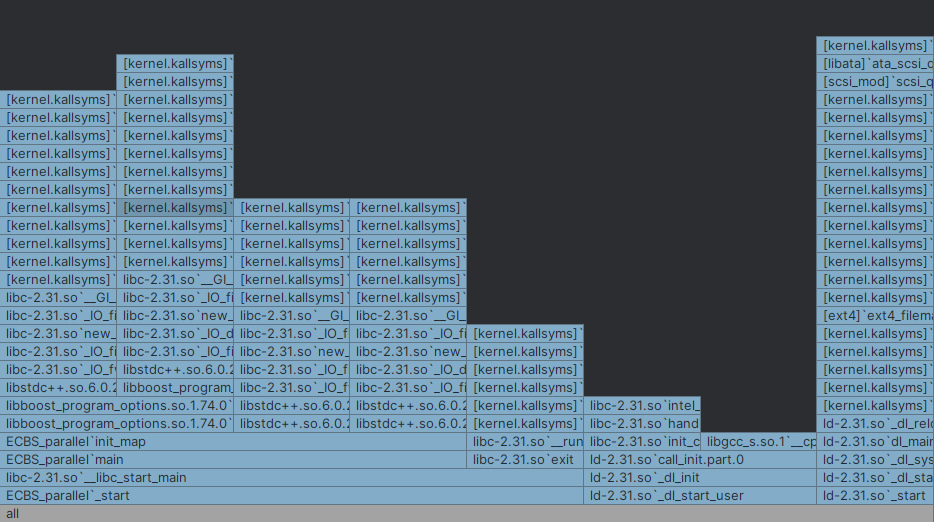 [kernel.kallsyms]`
[kernel.kallsyms]` [libata]`ata_scsi_q
[kernel.kallsyms]` [scsi_mod]`scsi_q
[kernel.kallsyms]` [kernel.kallsyms]` [kernel.kallsyms]`
[kernel.kallsyms]` [kernel.kallsyms]` [kernel.kallsyms]`
[kernel.kallsyms]` [kernel.kallsyms]` [kernel.kallsyms]`
[kernel.kallsyms]` [kernel.kallsyms]` [kernel.kallsyms]`
[kernel.kallsyms]` [kernel.kallsyms]` [kernel.kallsyms]`
[kernel.kallsyms]` [kernel.kallsyms]` [kernel.kallsyms]`
[kernel.kallsyms]` [kernel.kallsyms]` [kernel.kallsyms]` [kernel.kallsyms]` [kernel.kallsyms]`
[kernel.kallsyms]` [kernel.kallsyms]` [kernel.kallsyms]` [kernel.kallsyms]` [kernel.kallsyms]`
[kernel.kallsyms]` [kernel.kallsyms]` [kernel.kallsyms]` [kernel.kallsyms]` [kernel.kallsyms]`
[kernel.kallsyms]` [kernel.kallsyms]` [kernel.kallsyms]` [kernel.kallsyms]` [kernel.kallsyms]`
[kernel.kallsyms]` libc-2.31.so`__GI_ [kernel.kallsyms]` [kernel.kallsyms]` [kernel.kallsyms]`
libc-2.31.so`__GI_ libc-2.31.so`_IO_fi [kernel.kallsyms]` [kernel.kallsyms]` [kernel.kallsyms]`
libc-2.31.so`_IO_fi libc-2.31.so`new_ libc-2.31.so`__GI_ libc-2.31.so`__GI_ [ext4]`ext4_filema
libc-2.31.so`new_ libc-2.31.so`_IO_d libc-2.31.so`_IO_fi libc-2.31.so`_IO_fi [kernel.kallsyms]` [kernel.kallsyms]`
libc-2.31.so`_IO_fi libc-2.31.so`_IO_fi libc-2.31.so`new_ libc-2.31.so`new_ [kernel.kallsyms]` [kernel.kallsyms]`
libc-2.31.so`_IO_fv libstdc++.so.6.0.2 libc-2.31.so`_IO_fi libc-2.31.so`_IO_d [kernel.kallsyms]` [kernel.kallsyms]`
libstdc++.so.6.0.2 libboost_program_ libc-2.31.so`_IO_f libc-2.31.so`_IO_f [kernel.kallsyms]` [kernel.kallsyms]`
libboost_program_options.so.1.74.0` libstdc++.so.6.0.2 libstdc++.so.6.0.2 [kernel.kallsyms]` libc-2.31.so`intel_ [kernel.kallsyms]`
libboost_program_options.so.1.74.0` libstdc++.so.6.0.2 libstdc++.so.6.0.2 [kernel.kallsyms]` libc-2.31.so`hand ld-2.31.so`_dl_relo
ECBS_parallel`init_map libc-2.31.so`__run libc-2.31.so`init_c libgcc_s.so.1`__cp ld-2.31.so`dl_mai
ECBS_parallel`main libc-2.31.so`exit ld-2.31.so`call_init.part.0 ld-2.31.so`_dl_sys
libc-2.31.so`__libc_start_main ld-2.31.so`_dl_init ld-2.31.so`_dl_sta
ECBS_parallel`_start ld-2.31.so`_dl_start_user ld-2.31.so`_start
all